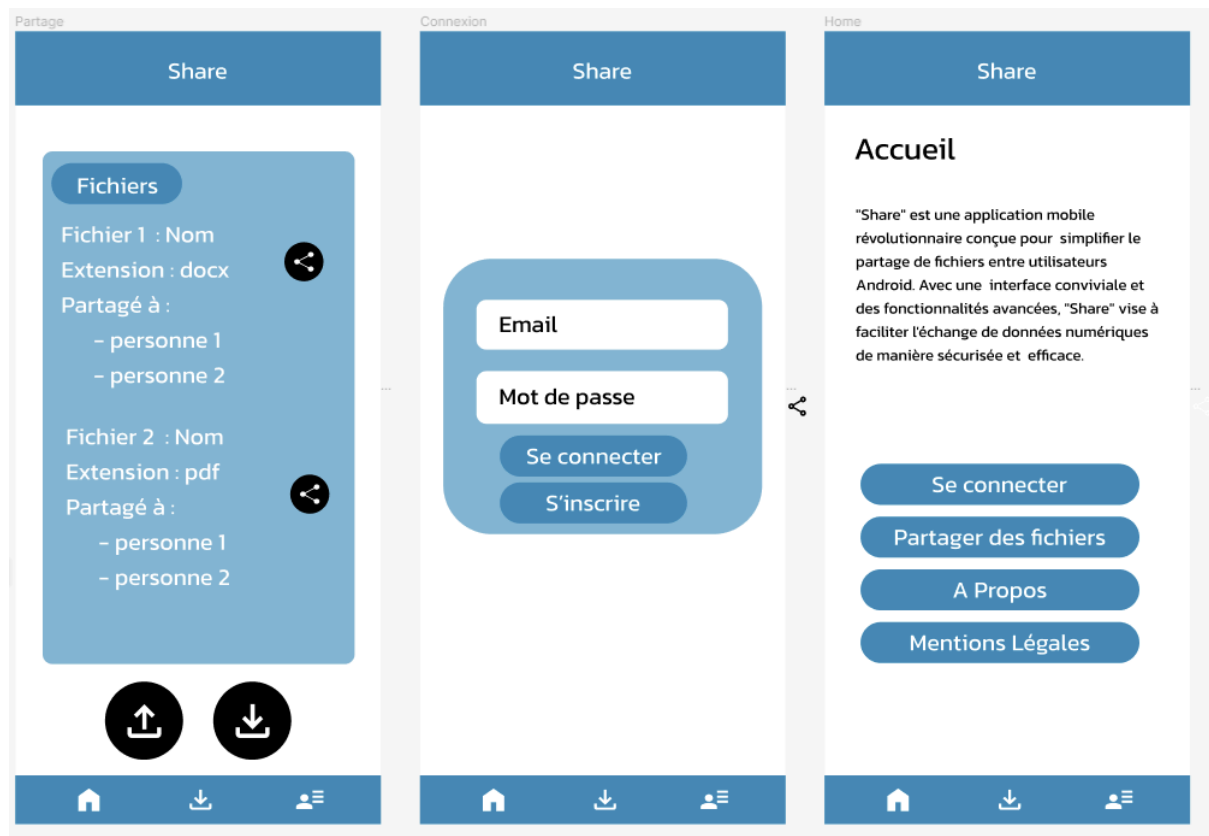 Partage
Share
Fichiers
Fichier 1 : Nom
Extension : docx
Partagé à :
- personne 1
- personne 2
Fichier 2 : Nom
Extension : pdf
Partagé à :
- personne 1
- personne 2
Connexion
Share
Email
Mot de passe
Se connecter
S'inscrire
Home
Share
Accueil
"Share" est une application mobile
révolutionnaire conçue pour simplifier le
partage de fichiers entre utilisateurs
Android. Avec une interface conviviale et
des fonctionnalités avancées, "Share" vise à
faciliter l'échange de données numériques
de manière sécurisée et efficace.
Se connecter
Partager des fichiers
A Propos
Mentions Légales